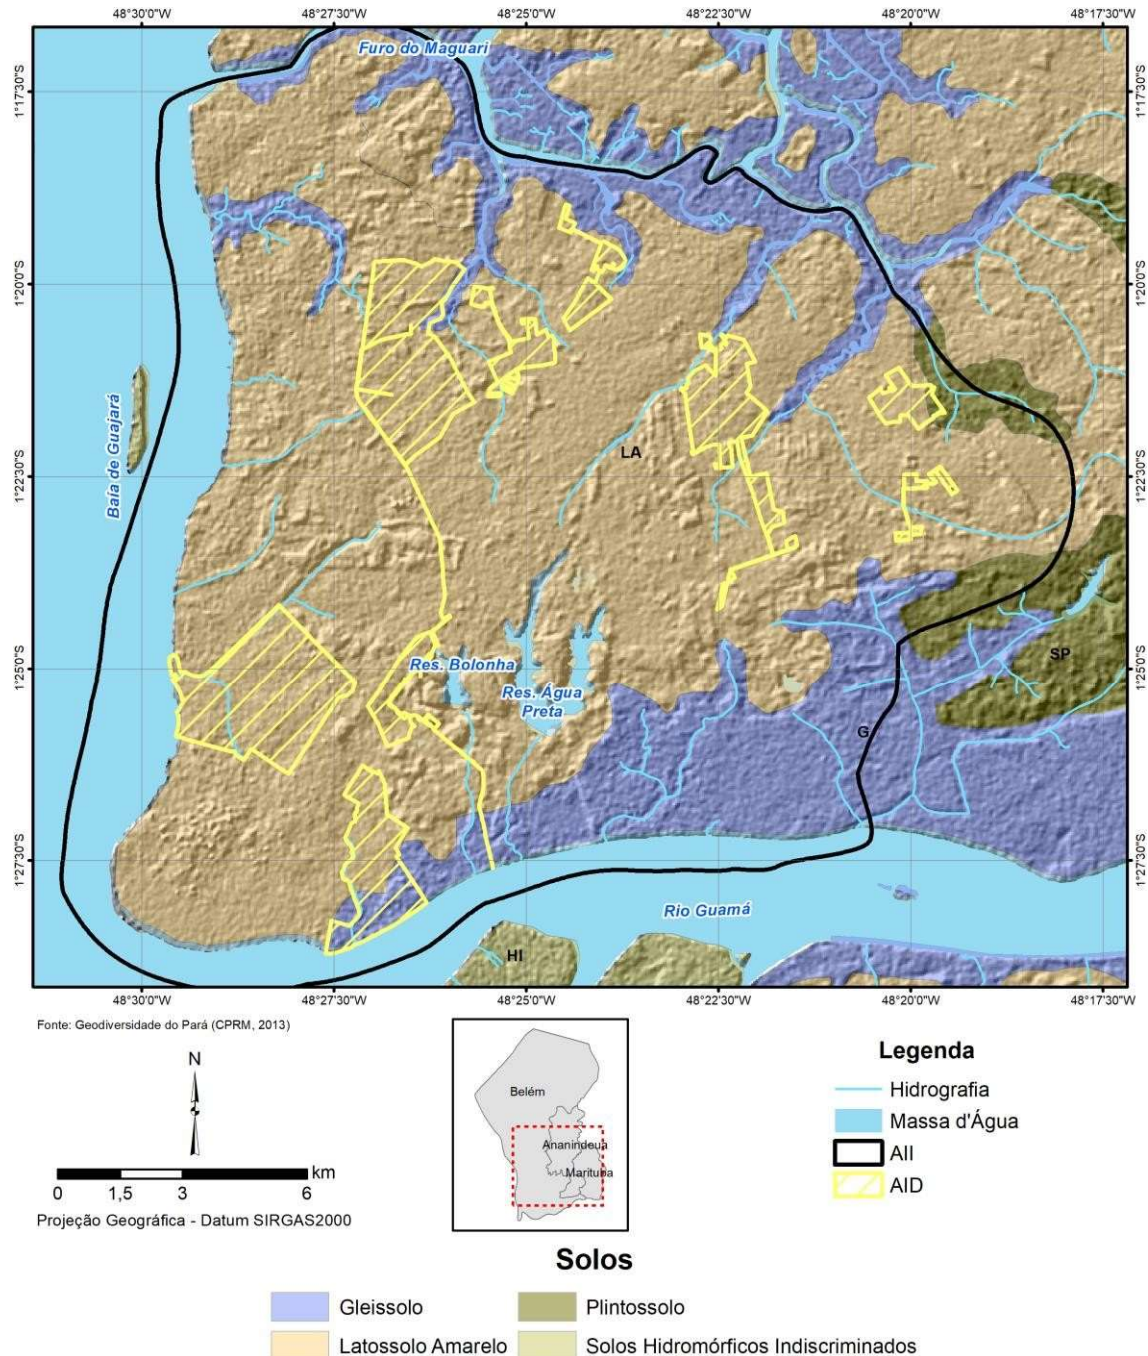 48°30'0"W 48°27'30"W 48°25'0"W 48°22'30"W 48°20'0"W 48°17'30"W
Furo do Maguari
1°17'30"S 1°17'30"S
1°20'0"S 1°20'0"S
Baía de Guajará
LA
1°22'30"S 1°22'30"S
Res. Bolonha
SP
1°25'0"S 1°25'0"S
Res. Água
Preta
G
1°27'30"S 1°27'30"S
Rio Guamá
HI
48°30'0"W 48°27'30"W 48°25'0"W 48°22'30"W 48°20'0"W 48°17'30"W
Fonte: Geodiversidade do Pará (CPRM, 2013)
N
km
0 1,5 3 6
Projeção Geográfica - Datum SIRGAS2000
Belém
Ananindeua
Marituba
Legenda
Hidrografia
Massa d'Água
AII
AID
Solos
Gleissolo
Plintossolo
Latossolo Amarelo
Solos Hidromórficos Indiscriminados